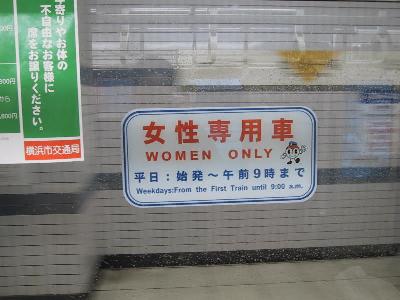 年寄りやお体の
不自由なお客様に
席をお譲りください。
横浜市交通局
女性専用車
WOMEN ONLY
平日：始発～午前9時まで
Weekdays:From the First Train until 9:00 a.m.